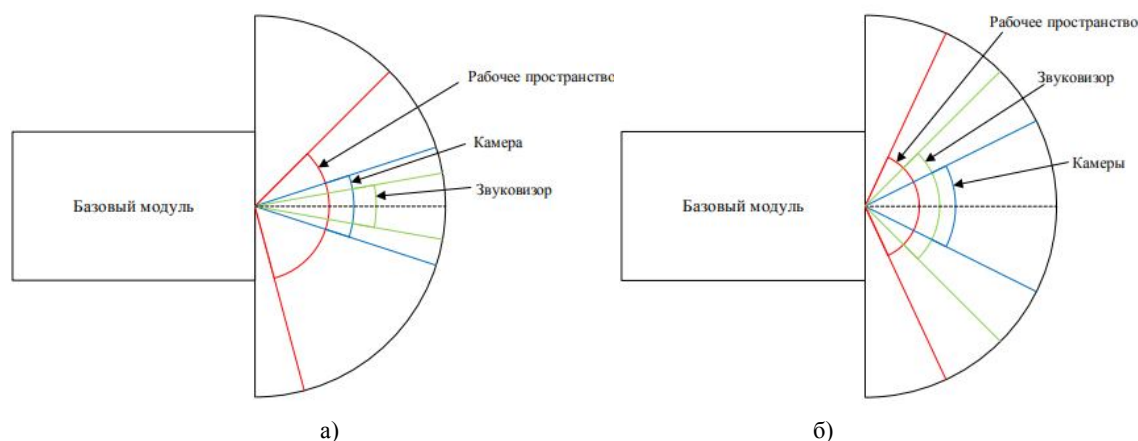 Рабочее пространство
Камера
Звуковизор
Базовый модуль
а)
Рабочее пространство
Звуковизор
Камеры
Базовый модуль
б)